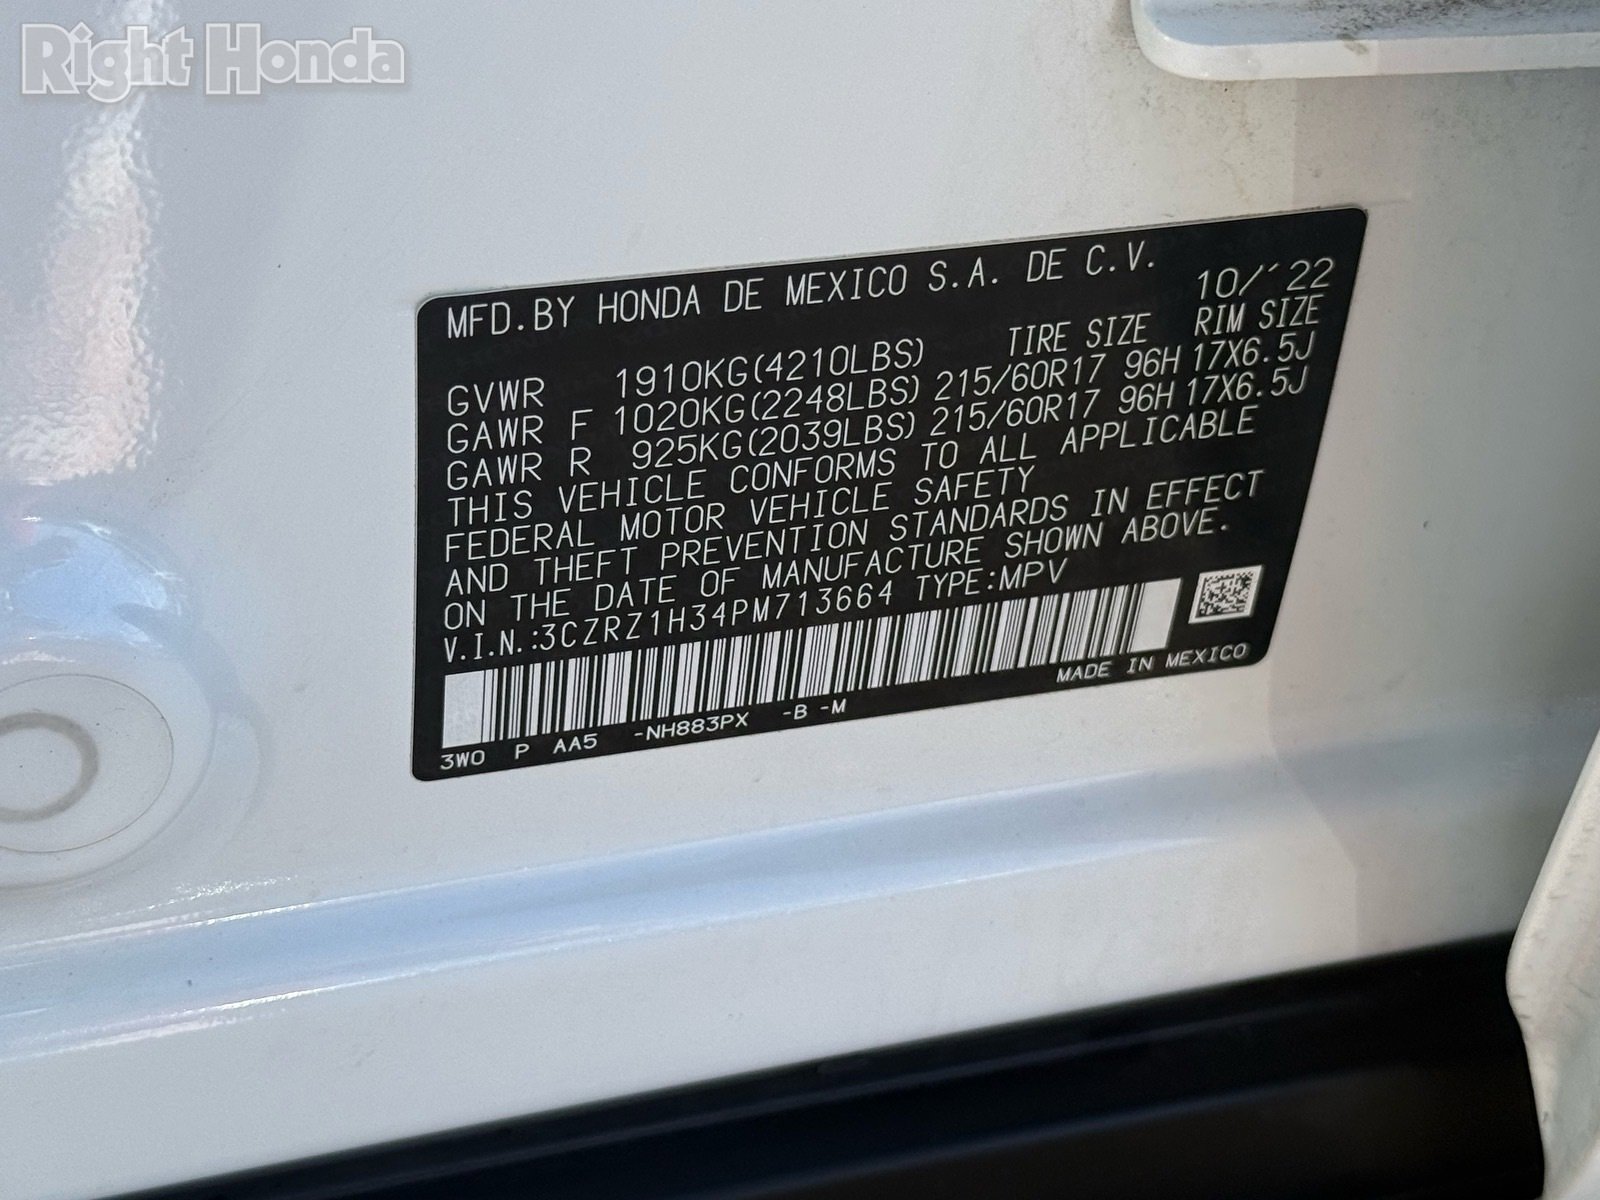 Right Honda
MFD.BY HONDA DE MEXICO S.A. DE C.V.
10/'22
TIRE SIZE RIM SIZE
GVWR 1910KG(4210LBS)
GAWR F 1020KG(2248LBS) 215/60R17 96H 17X6.5J
GAWR R 925KG(2039LBS) 215/60R17 96H 17X6.5J
THIS VEHICLE CONFORMS TO ALL APPLICABLE
FEDERAL MOTOR VEHICLE SAFETY
AND THEFT PREVENTION STANDARDS IN EFFECT
ON THE DATE OF MANUFACTURE SHOWN ABOVE.
V.I.N.:3CZRZ1H34PM713664 TYPE:MPV
MADE IN MEXICO
3W0 P AA5 -NH883PX -B -M